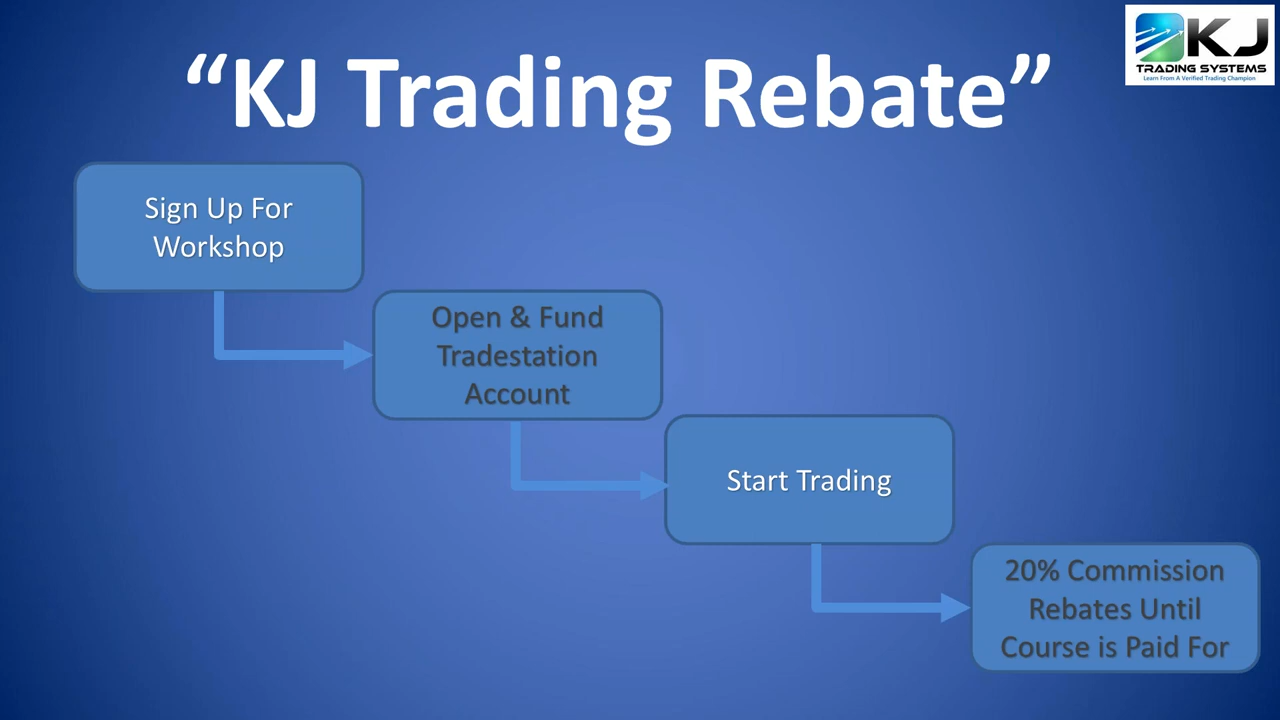 “KJ Trading Rebate”
KJ
TRADING SYSTEMS
Learn From A Verified Trading Champion
Sign Up For
Workshop
Open & Fund
Tradestation
Account
Start Trading
20% Commission
Rebates Until
Course is Paid For